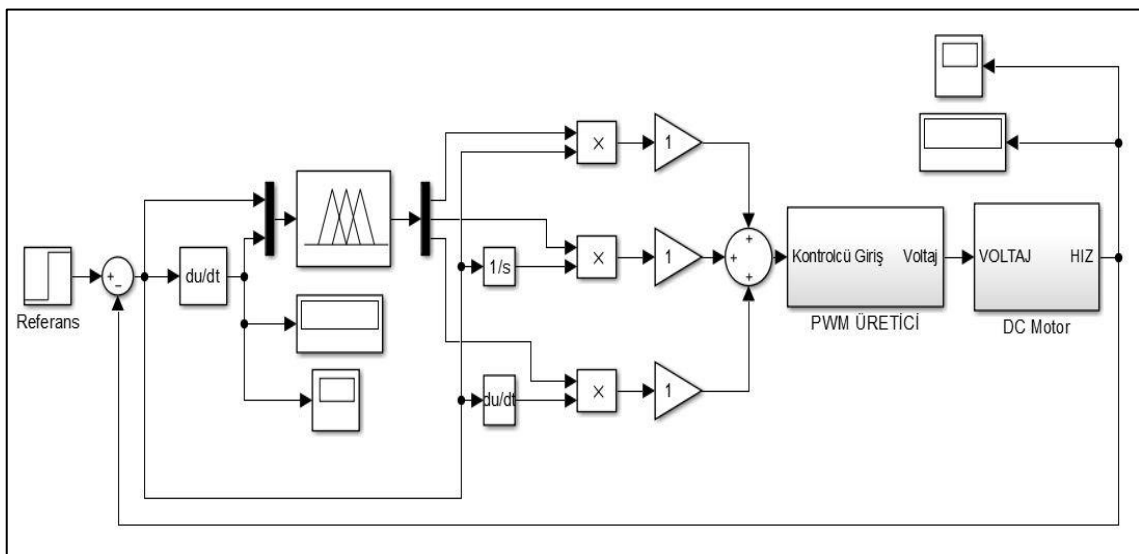 1
+
−
du/dt
Referans
1/s
1
+
+
+
Kontrolcü Giriş
Voltaj
PWM ÜRETİCİ
VOLTAJ
HIZ
DC Motor
du/dt
1
×
×
×